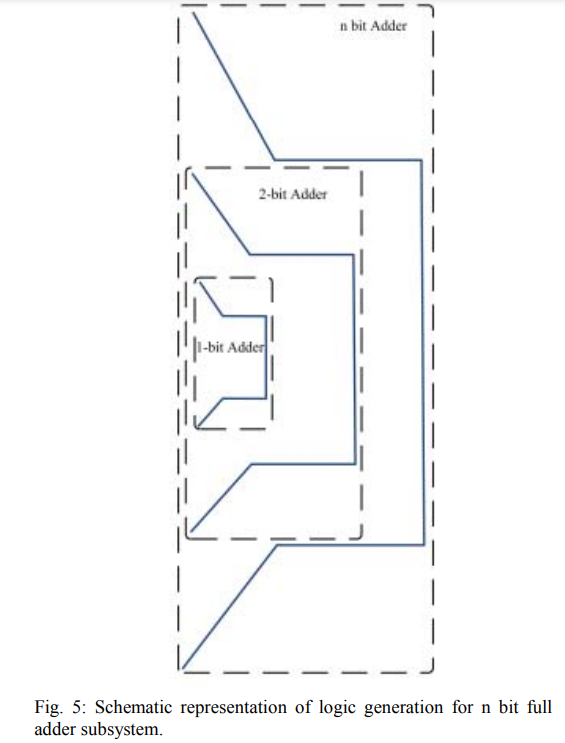 n bit Adder
2-bit Adder
1-bit Adder
Fig. 5: Schematic representation of logic generation for n bit full
adder subsystem.